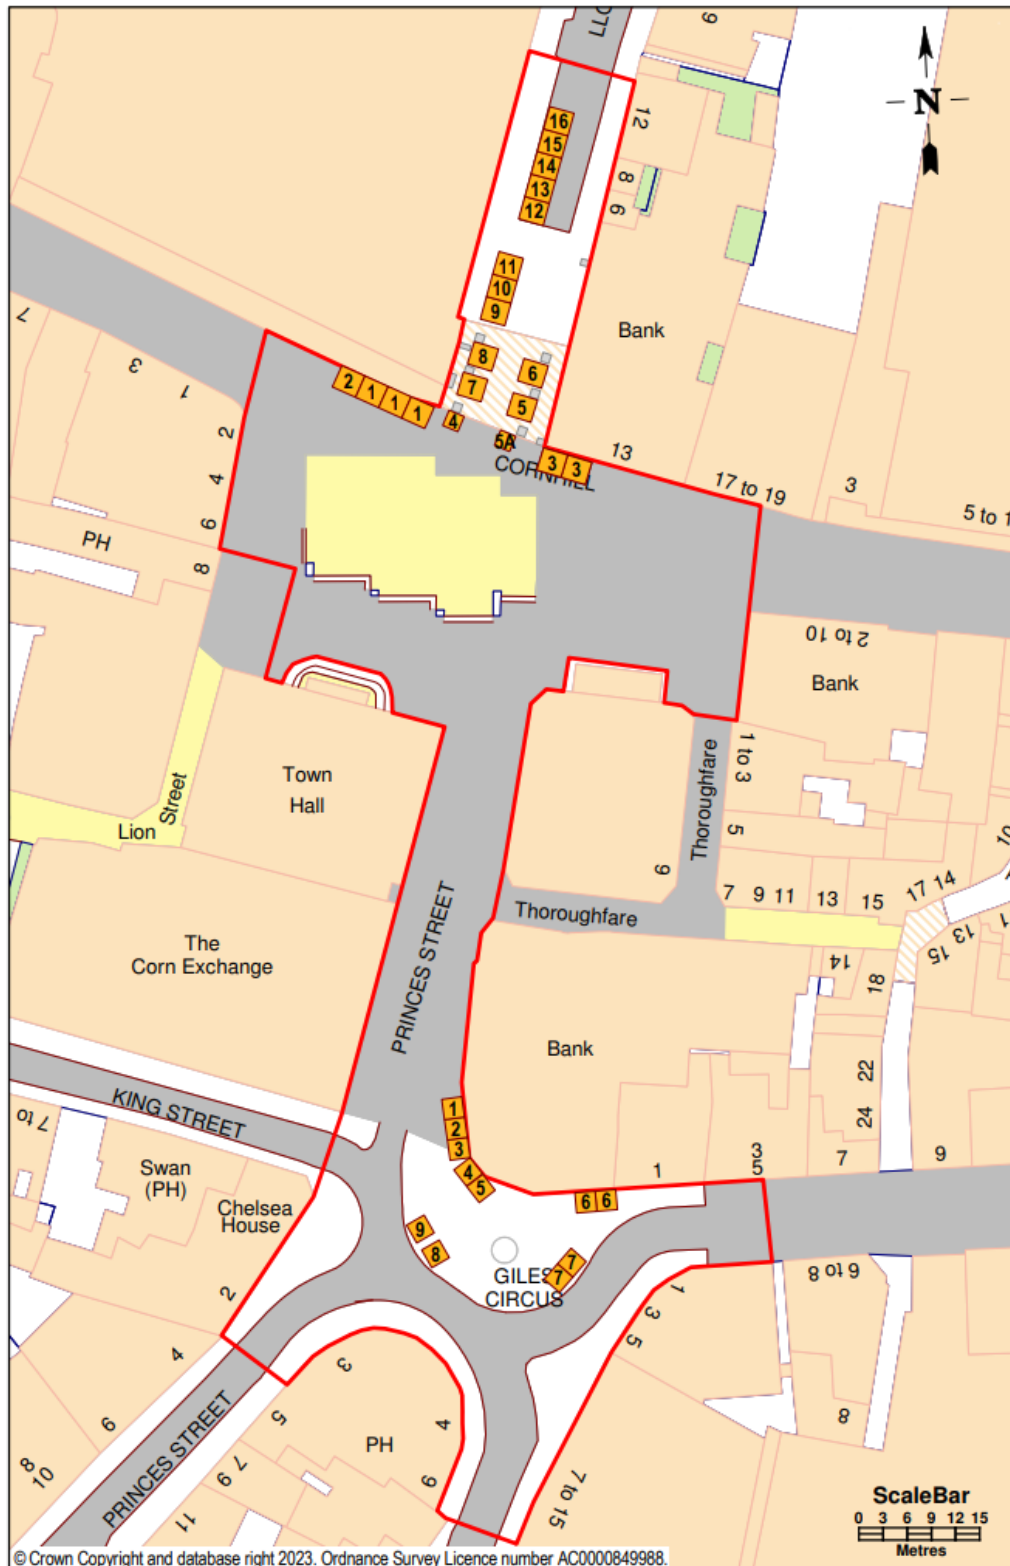 LLO
9
N
12
8
6
16
15
14
13
12
11
10
9
8
7
6
5
4
5A
CORNHILL
2
1
1
1
3
3
13
17 to 19
3
5 to 1
Bank
7
3
1
2
4
6
8
PH
2 to 10
Bank
Town
Hall
Lion
Street
Thoroughfare
1 to 3
5
9
7
9
11
13
15
17
14
10
1
13
15
Thoroughfare
The
Corn Exchange
PRINCES STREET
14
18
Bank
22
24
KING STREET
7 to
Swan
(PH)
Chelsea
House
1
2
3
4
5
6
6
1
3
5
7
9
9
8
7
7
GILES
CIRCUS
6 to 8
1
3
5
2
4
6
8
10
PRINCES STREET
3
5
7
9
11
PH
4
6
7 to 15
8
ScaleBar
0 3 6 9 12 15
Metres
© Crown Copyright and database right 2023. Ordnance Survey Licence number AC0000849988.